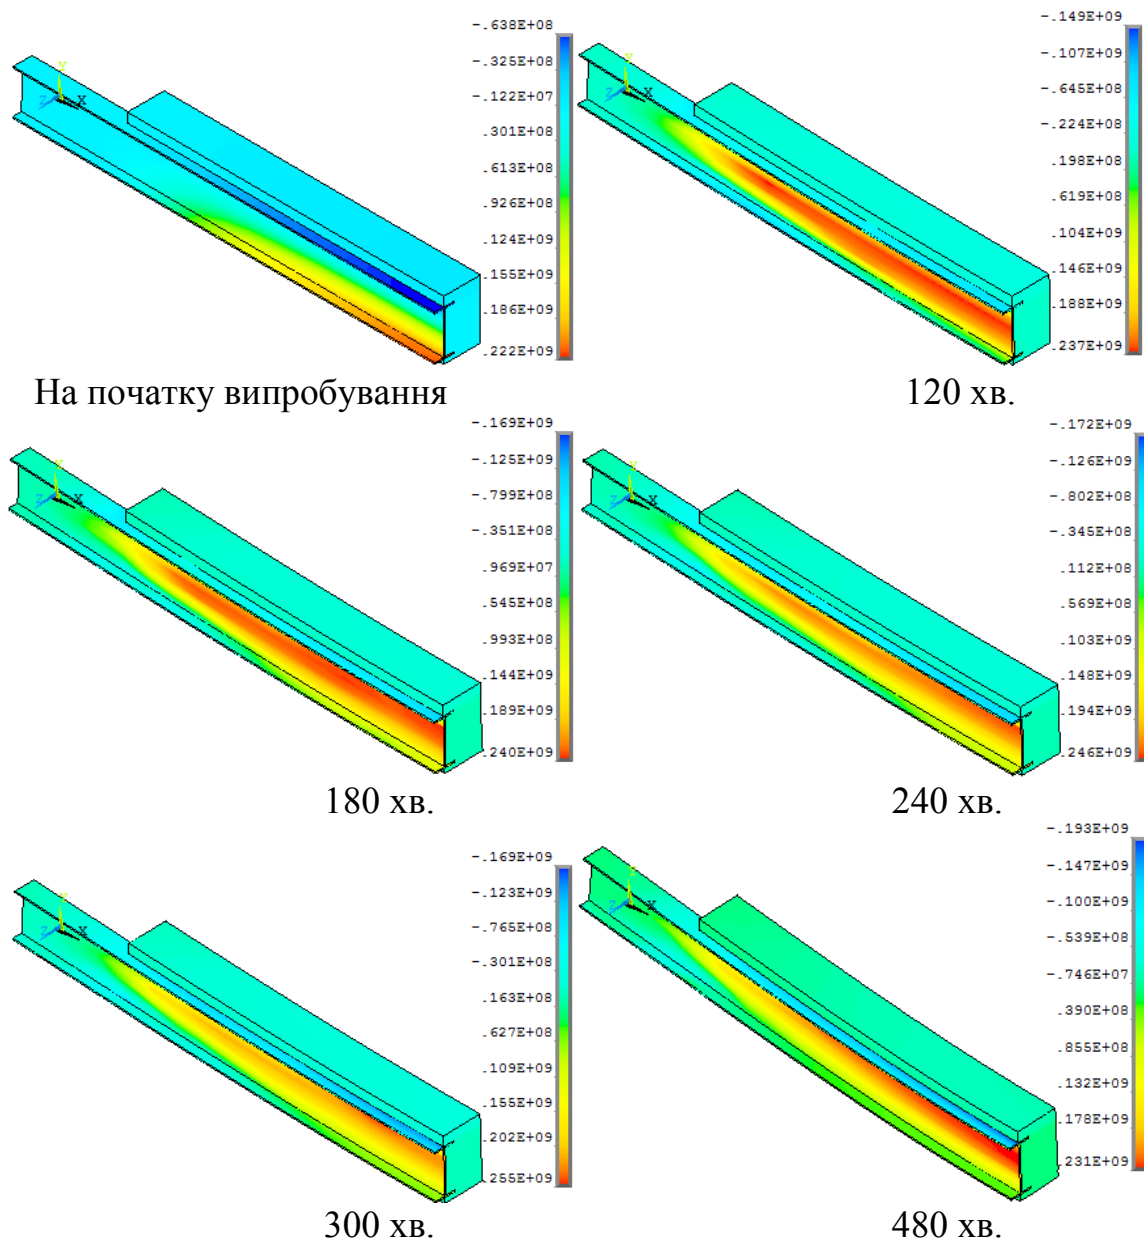 -.638E+08
-.325E+08
-.122E+07
.301E+08
.613E+08
.926E+08
.124E+09
.155E+09
.186E+09
.222E+09
Y
Z X
На початку випробування
-.149E+09
-.107E+09
-.645E+08
-.224E+08
.198E+08
.619E+08
.104E+09
.146E+09
.188E+09
.237E+09
Y
Z X
120 хв.
-.169E+09
-.125E+09
-.799E+08
-.351E+08
.969E+07
.545E+08
.993E+08
.144E+09
.189E+09
.240E+09
Y
Z X
180 хв.
-.172E+09
-.126E+09
-.802E+08
-.345E+08
.112E+08
.569E+08
.103E+09
.148E+09
.194E+09
.246E+09
Y
Z X
240 хв.
-.169E+09
-.123E+09
-.765E+08
-.301E+08
.163E+08
.627E+08
.109E+09
.155E+09
.202E+09
.255E+09
Y
Z X
300 хв.
-.193E+09
-.147E+09
-.100E+09
-.539E+08
-.746E+07
.390E+08
.855E+08
.132E+09
.178E+09
.231E+09
Y
Z X
480 хв.